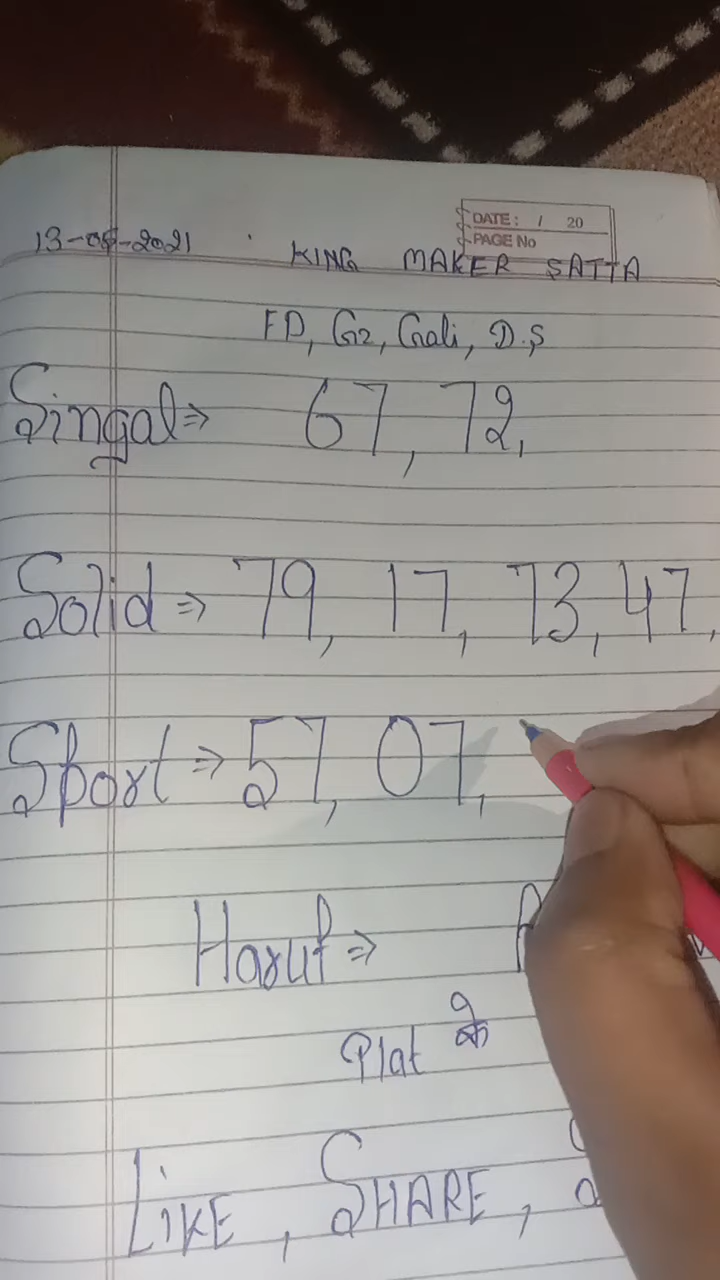 DATE: / 20
PAGE No
13-05-2021 KING MAKER SATTA
FD, G2, Gali, D.S
Singal⇒ 67, 72,
Solid⇒ 79, 17, 73, 47,
Sport⇒ 57, 07,
Haruf⇒ A
Plat के
LIKE, SHARE,